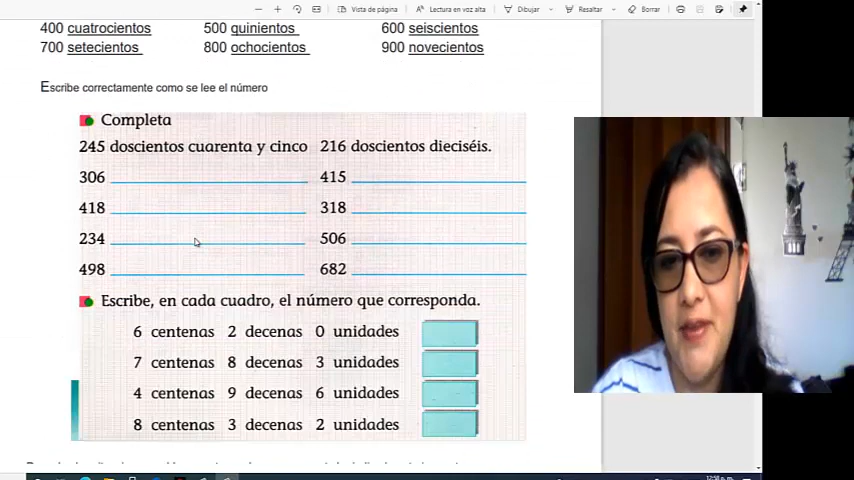 Vista de página
Lectura en voz alta
Dibujar
Resaltar
Borrar
400 cuatrocientos 500 quinientos 600 seiscientos
700 setecientos 800 ochocientos 900 novecientos
Escribe correctamente como se lee el número
Completa
245 doscientos cuarenta y cinco 216 doscientos dieciséis.
306 415
418 318
234 506
498 682
Escribe, en cada cuadro, el número que corresponda.
6 centenas 2 decenas 0 unidades
7 centenas 8 decenas 3 unidades
4 centenas 9 decenas 6 unidades
8 centenas 3 decenas 2 unidades